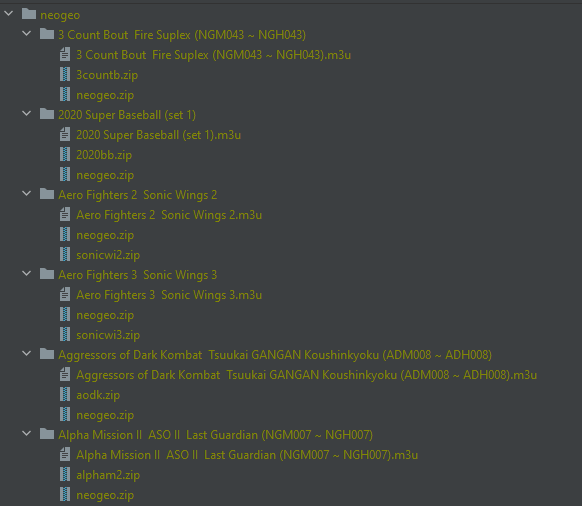 neogeo
3 Count Bout  Fire Suplex (NGM043 ~ NGH043)
3 Count Bout  Fire Suplex (NGM043 ~ NGH043).m3u
3countb.zip
neogeo.zip
2020 Super Baseball (set 1)
2020 Super Baseball (set 1).m3u
2020bb.zip
neogeo.zip
Aero Fighters 2  Sonic Wings 2
Aero Fighters 2  Sonic Wings 2.m3u
neogeo.zip
sonicwi2.zip
Aero Fighters 3  Sonic Wings 3
Aero Fighters 3  Sonic Wings 3.m3u
neogeo.zip
sonicwi3.zip
Aggressors of Dark Kombat  Tsuukai GANGAN Koushinkyoku (ADM008 ~ ADH008)
Aggressors of Dark Kombat  Tsuukai GANGAN Koushinkyoku (ADM008 ~ ADH008).m3u
aodk.zip
neogeo.zip
Alpha Mission II  ASO II  Last Guardian (NGM007 ~ NGH007)
Alpha Mission II  ASO II  Last Guardian (NGM007 ~ NGH007).m3u
alpham2.zip
neogeo.zip